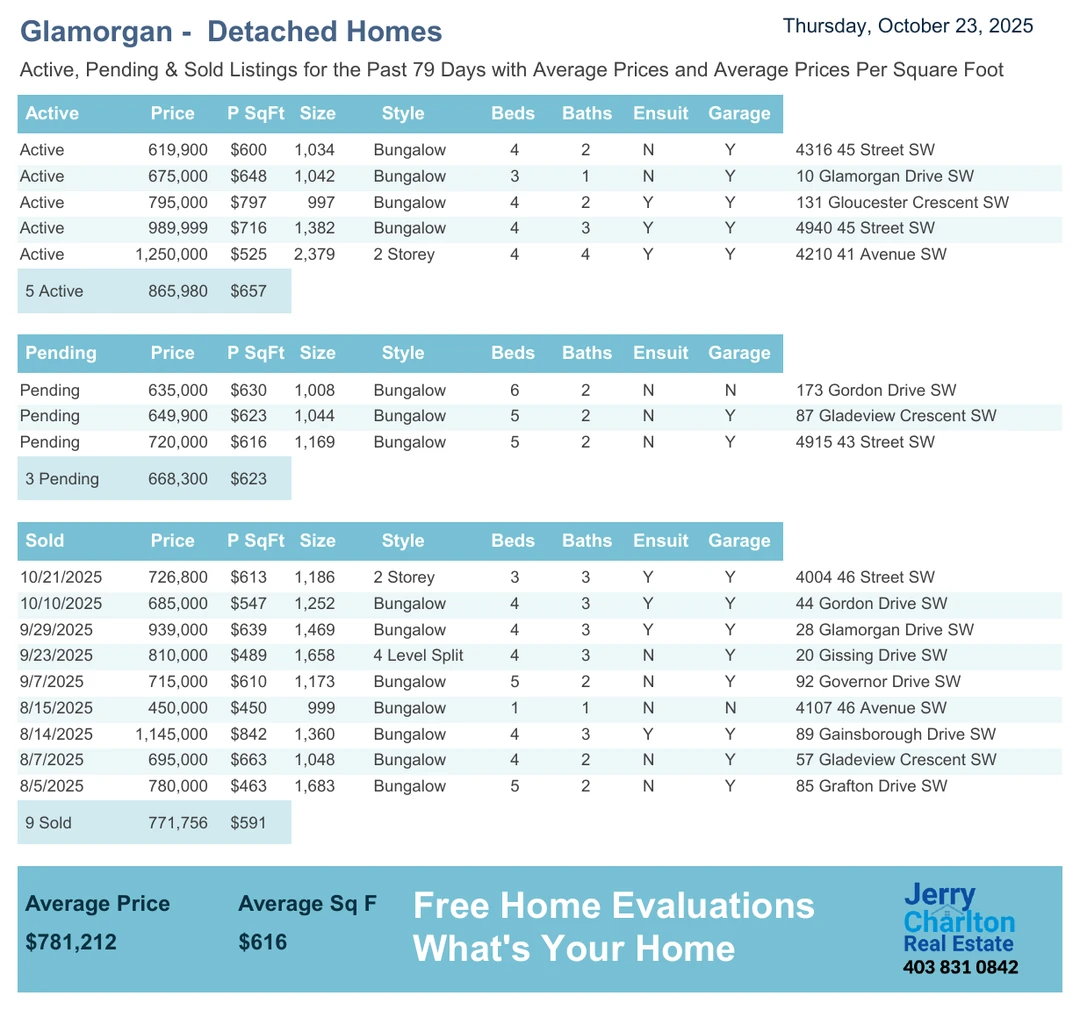 Glamorgan - Detached Homes
Thursday, October 23, 2025
Active, Pending & Sold Listings for the Past 79 Days with Average Prices and Average Prices Per Square Foot
Active Price P SqFt Size Style Beds Baths Ensuit Garage
Active 619,900 $600 1,034 Bungalow 4 2 N Y 4316 45 Street SW
Active 675,000 $648 1,042 Bungalow 3 1 N Y 10 Glamorgan Drive SW
Active 795,000 $797 997 Bungalow 4 2 Y Y 131 Gloucester Crescent SW
Active 989,999 $716 1,382 Bungalow 4 3 Y Y 4940 45 Street SW
Active 1,250,000 $525 2,379 2 Storey 4 4 Y Y 4210 41 Avenue SW
5 Active 865,980 $657
Pending Price P SqFt Size Style Beds Baths Ensuit Garage
Pending 635,000 $630 1,008 Bungalow 6 2 N N 173 Gordon Drive SW
Pending 649,900 $623 1,044 Bungalow 5 2 N Y 87 Gladeview Crescent SW
Pending 720,000 $616 1,169 Bungalow 5 2 N Y 4915 43 Street SW
3 Pending 668,300 $623
Sold Price P SqFt Size Style Beds Baths Ensuit Garage
10/21/2025 726,800 $613 1,186 2 Storey 3 3 Y Y 4004 46 Street SW
10/10/2025 685,000 $547 1,252 Bungalow 4 3 Y Y 44 Gordon Drive SW
9/29/2025 939,000 $639 1,469 Bungalow 4 3 Y Y 28 Glamorgan Drive SW
9/23/2025 810,000 $489 1,658 4 Level Split 4 3 N Y 20 Gissing Drive SW
9/7/2025 715,000 $610 1,173 Bungalow 5 2 N Y 92 Governor Drive SW
8/15/2025 450,000 $450 999 Bungalow 1 1 N N 4107 46 Avenue SW
8/14/2025 1,145,000 $842 1,360 Bungalow 4 3 Y Y 89 Gainsborough Drive SW
8/7/2025 695,000 $663 1,048 Bungalow 4 2 N Y 57 Gladeview Crescent SW
8/5/2025 780,000 $463 1,683 Bungalow 5 2 N Y 85 Grafton Drive SW
9 Sold 771,756 $591
Average Price Average Sq F
$781,212 $616
Free Home Evaluations
What's Your Home
Jerry
Charlton
Real Estate
403 831 0842